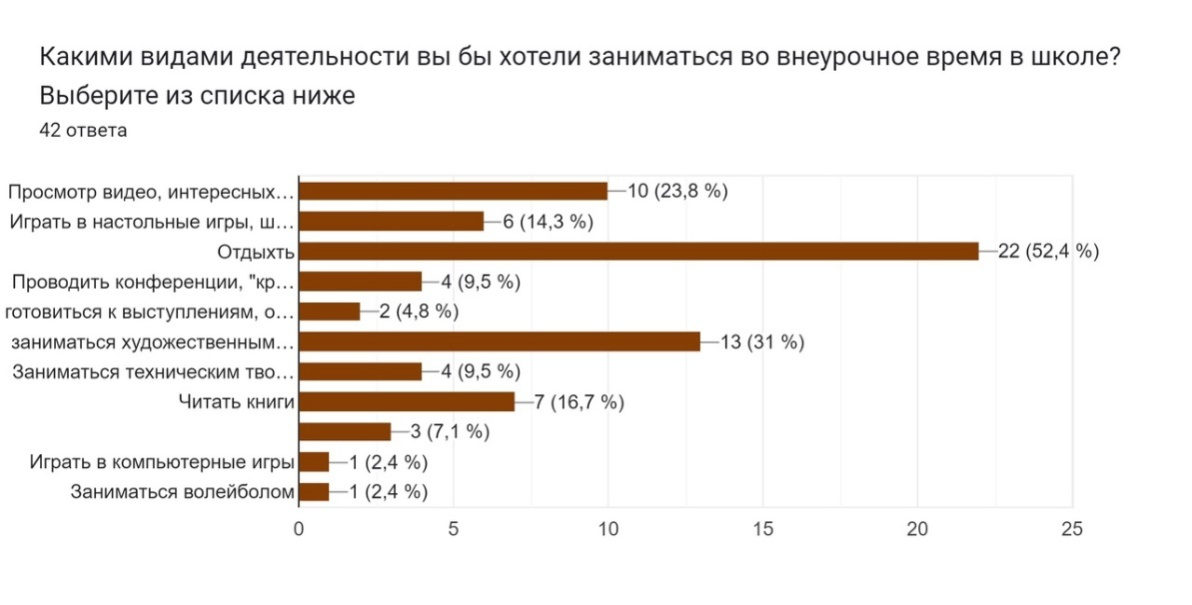 Какими видами деятельности вы бы хотели заниматься во внеурочное время в школе?
Выберите из списка ниже
42 ответа
Просмотр видео, интересных… 10 (23,8 %)
Играть в настольные игры, ш… 6 (14,3 %)
Отдыхть 22 (52,4 %)
Проводить конференции, "кр… 4 (9,5 %)
готовиться к выступлениям, о… 2 (4,8 %)
заниматься художественным… 13 (31 %)
Заниматься техническим тво… 4 (9,5 %)
Читать книги 7 (16,7 %)
3 (7,1 %)
Играть в компьютерные игры 1 (2,4 %)
Заниматься волейболом 1 (2,4 %)
0 5 10 15 20 25